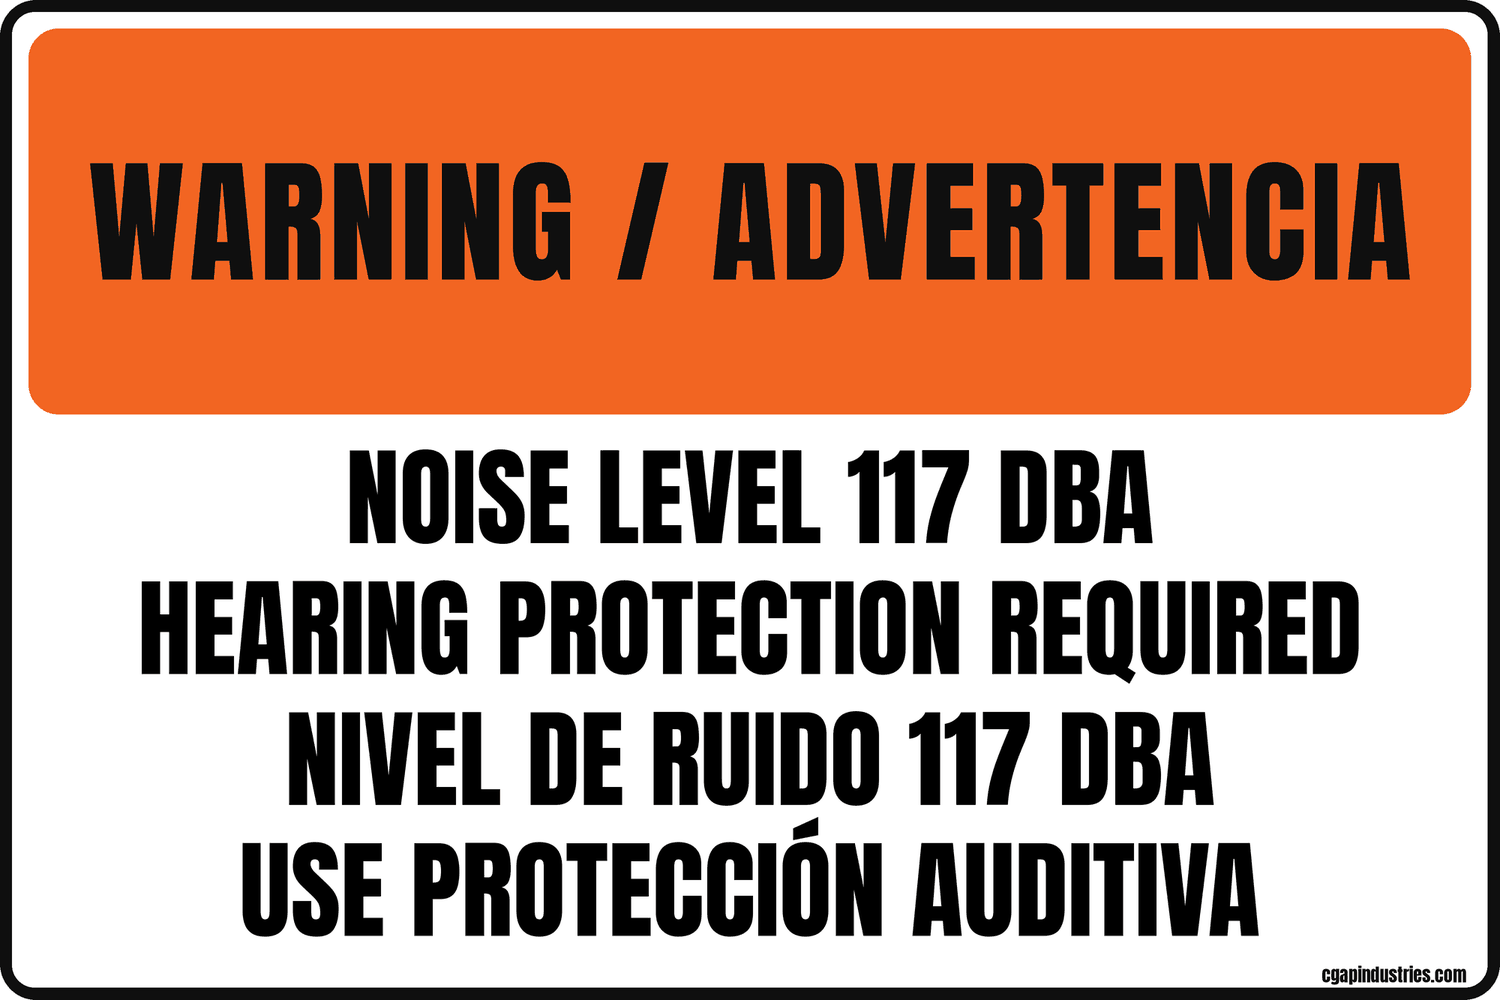 WARNING / ADVERTENCIA
NOISE LEVEL 117 DBA
HEARING PROTECTION REQUIRED
NIVEL DE RUIDO 117 DBA
USE PROTECCIÓN AUDITIVA
cgapindustries.com